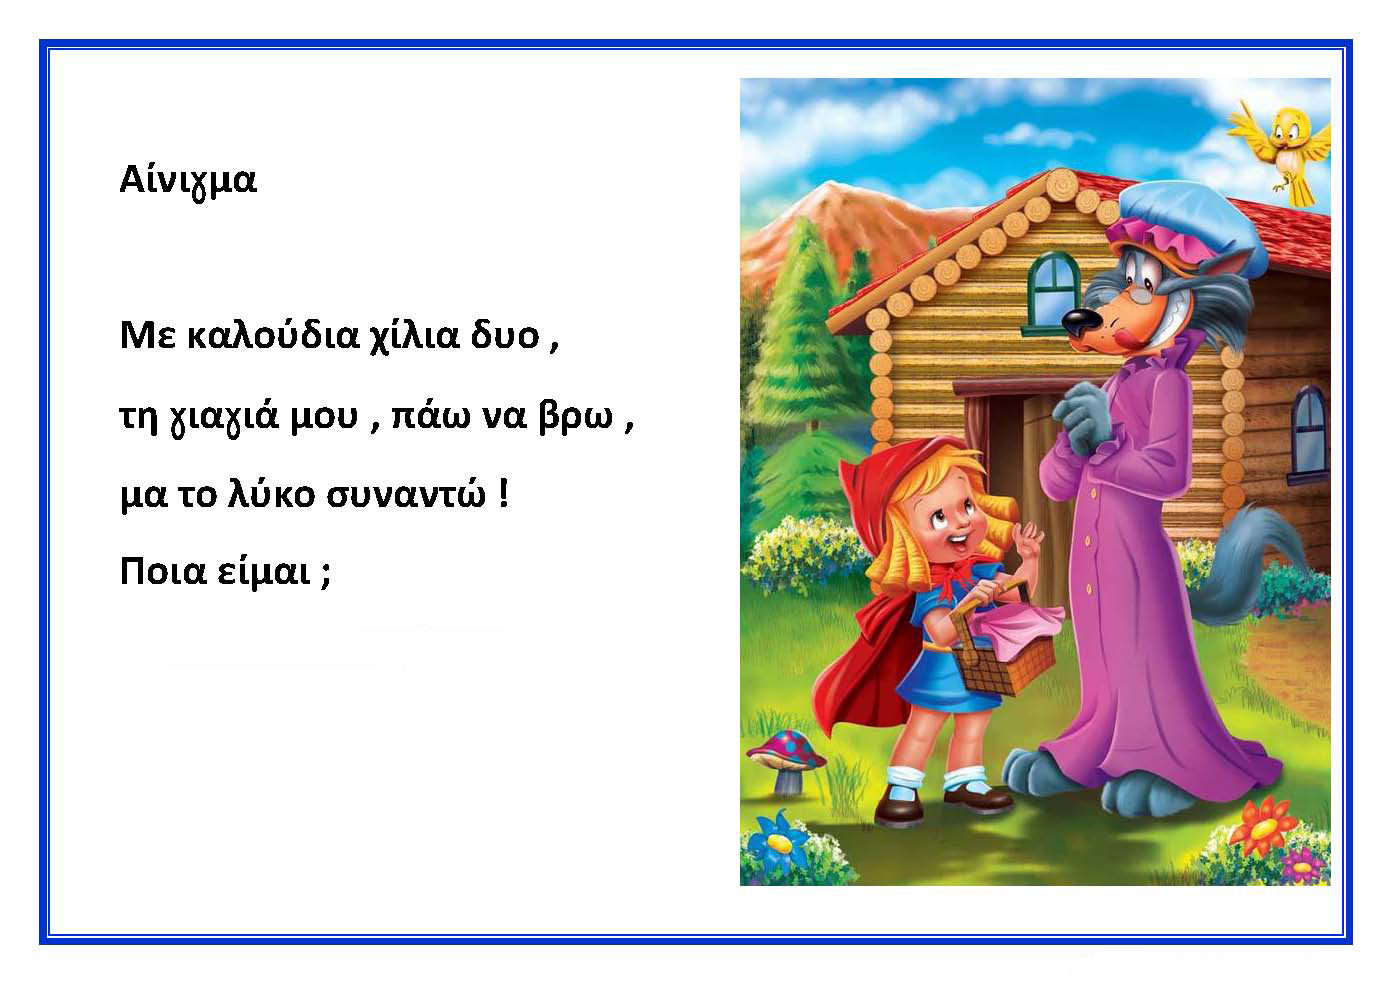 Αίνιγμα
Με καλούδια χίλια δυο ,
τη γιαγιά μου , πάω να βρω ,
μα το λύκο συναντώ !
Ποια είμαι ;